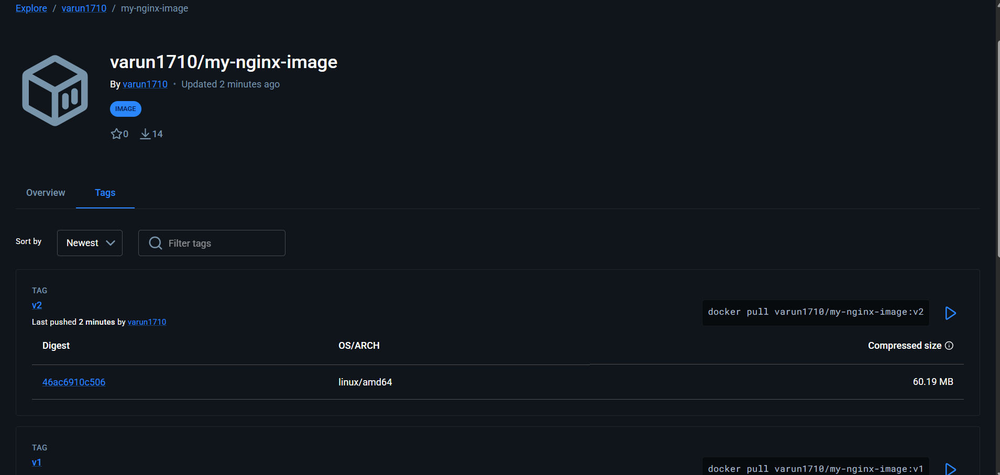 Explore / varun1710 / my-nginx-image
varun1710/my-nginx-image
By varun1710 • Updated 2 minutes ago
IMAGE
0 14
Overview Tags
Sort by Newest Filter tags
TAG
v2
docker pull varun1710/my-nginx-image:v2
Last pushed 2 minutes by varun1710
Digest OS/ARCH Compressed size
46ac6910c506 linux/amd64 60.19 MB
TAG
v1
docker pull varun1710/my-nginx-image:v1